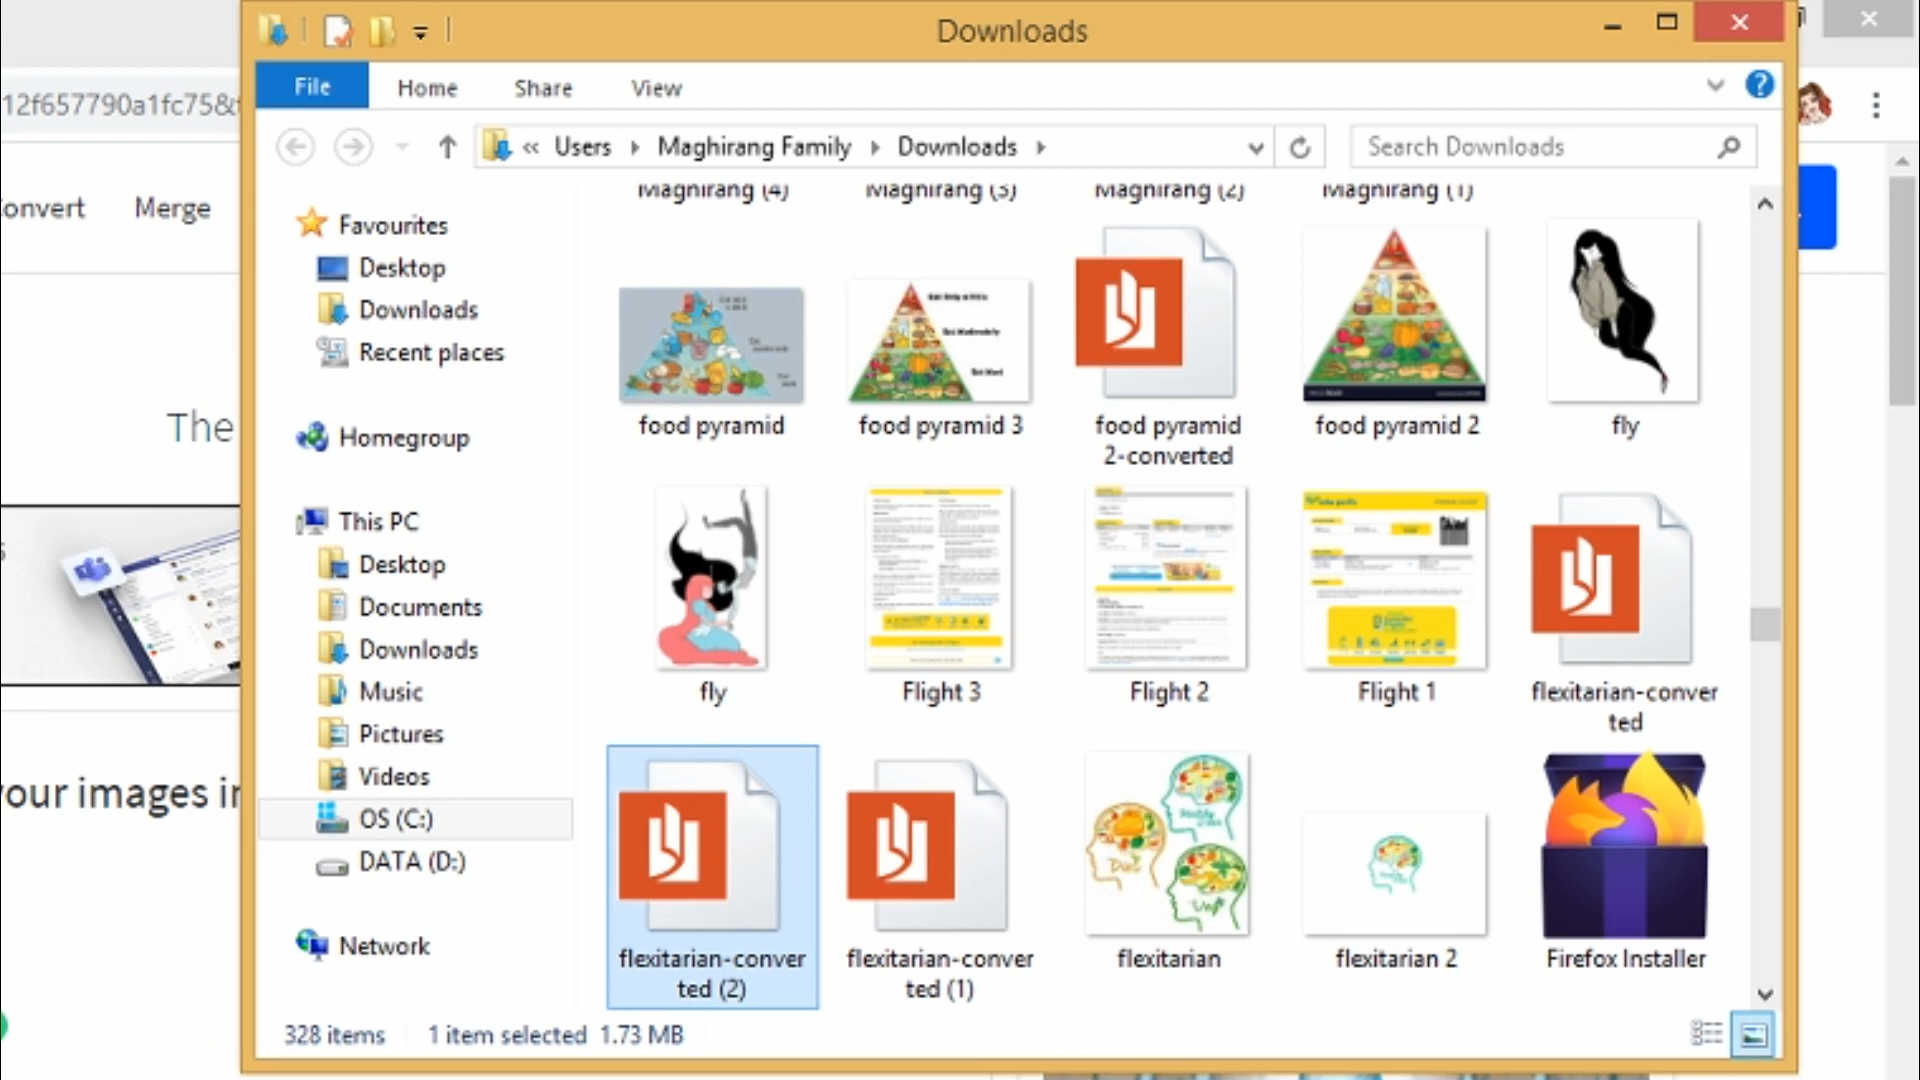 Downloads
File Home Share View
12f657790a1fc75&
« Users Maghirang Family Downloads
Search Downloads
onvert Merge
Maghirang (4) Maghirang (3) Maghirang (2) Maghirang (1)
Favourites
Desktop
Downloads
Recent places
Homegroup
This PC
Desktop
Documents
Downloads
Music
Pictures
Videos
OS (C:)
DATA (D:)
Network
The
your images in
food pyramid
food pyramid 3
food pyramid
2-converted
food pyramid 2
fly
fly
Flight 3
Flight 2
Flight 1
flexitarian-conver
ted
flexitarian-conver
ted (2)
flexitarian-conver
ted (1)
flexitarian
flexitarian 2
Firefox Installer
328 items 1 item selected 1.73 MB